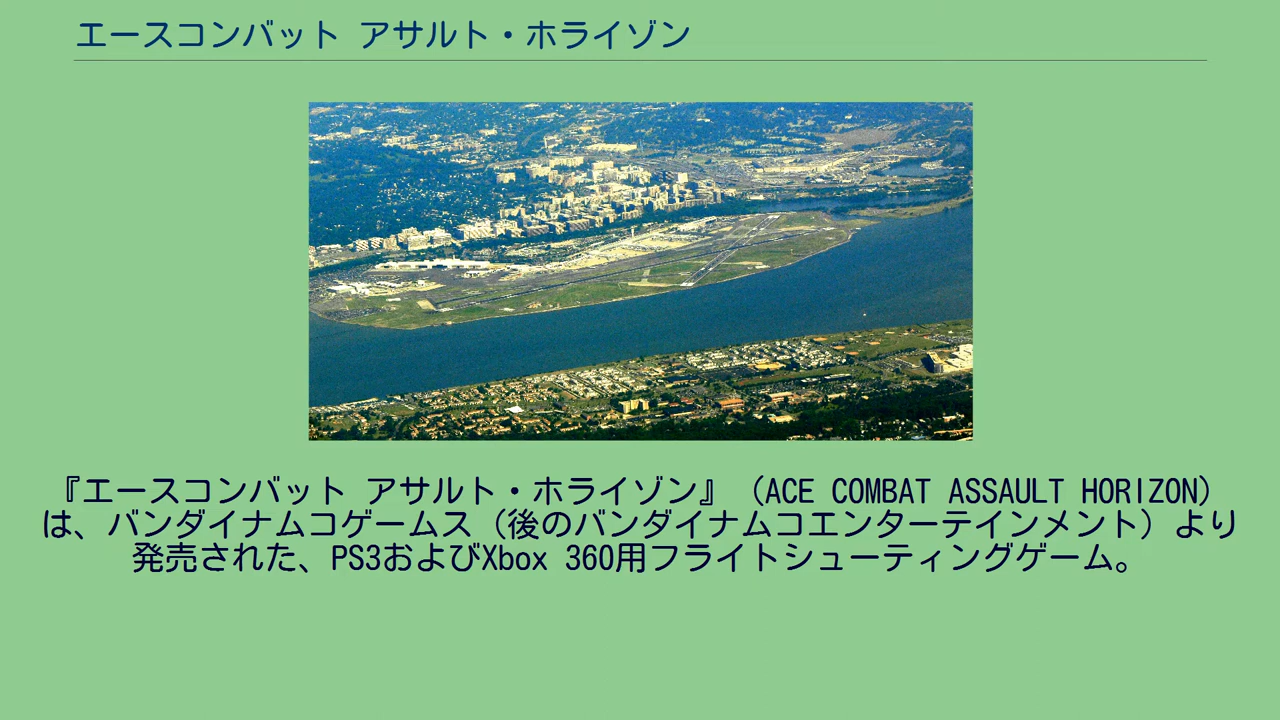 エースコンバット アサルト・ホライゾン
『エースコンバット アサルト・ホライゾン』（ACE COMBAT ASSAULT HORIZON）
は、バンダイナムコゲームス（後のバンダイナムコエンターテインメント）より
発売された、PS3およびXbox 360用フライトシューティングゲーム。